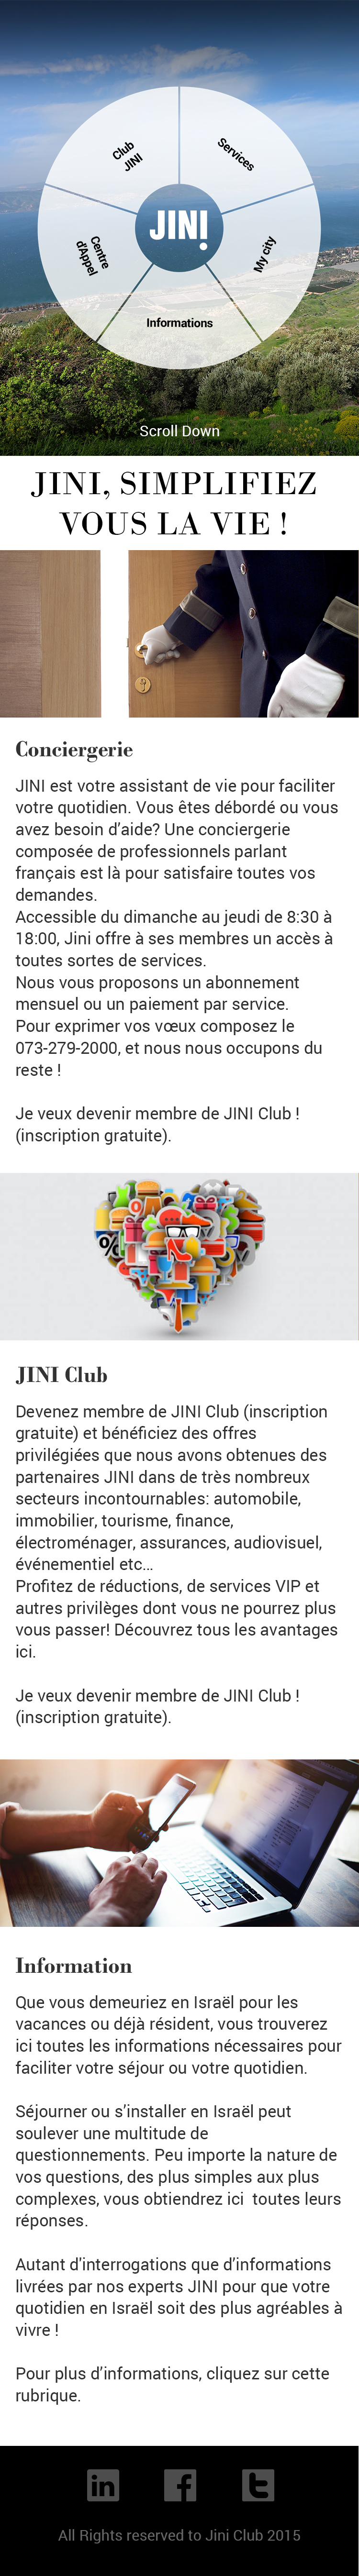 Club
JINI
Services
Centre
d'Appel
JINI
My city
Informations
Scroll Down
JINI, SIMPLIFIEZ
VOUS LA VIE !
Conciergerie
JINI est votre assistant de vie pour faciliter
votre quotidien. Vous êtes débordé ou vous
avez besoin d’aide? Une conciergerie
composée de professionnels parlant
français est là pour satisfaire toutes vos
demandes.
Accessible du dimanche au jeudi de 8:30 à
18:00, Jini offre à ses membres un accès à
toutes sortes de services.
Nous vous proposons un abonnement
mensuel ou un paiement par service.
Pour exprimer vos vœux composez le
073-279-2000, et nous nous occupons du
reste !
Je veux devenir membre de JINI Club !
(inscription gratuite).
%
JINI Club
Devenez membre de JINI Club (inscription
gratuite) et bénéficiez des offres
privilégiées que nous avons obtenues des
partenaires JINI dans de très nombreux
secteurs incontournables: automobile,
immobilier, tourisme, finance,
électroménager, assurances, audiovisuel,
événementiel etc…
Profitez de réductions, de services VIP et
autres privilèges dont vous ne pourrez plus
vous passer! Découvrez tous les avantages
ici.
Je veux devenir membre de JINI Club !
(inscription gratuite).
Information
Que vous demeuriez en Israël pour les
vacances ou déjà résident, vous trouverez
ici toutes les informations nécessaires pour
faciliter votre séjour ou votre quotidien.
Séjourner ou s’installer en Israël peut
soulever une multitude de
questionnements. Peu importe la nature de
vos questions, des plus simples aux plus
complexes, vous obtiendrez ici  toutes leurs
réponses.
Autant d'interrogations que d’informations
livrées par nos experts JINI pour que votre
quotidien en Israël soit des plus agréables à
vivre !
Pour plus d’informations, cliquez sur cette
rubrique.
in f t
All Rights reserved to Jini Club 2015